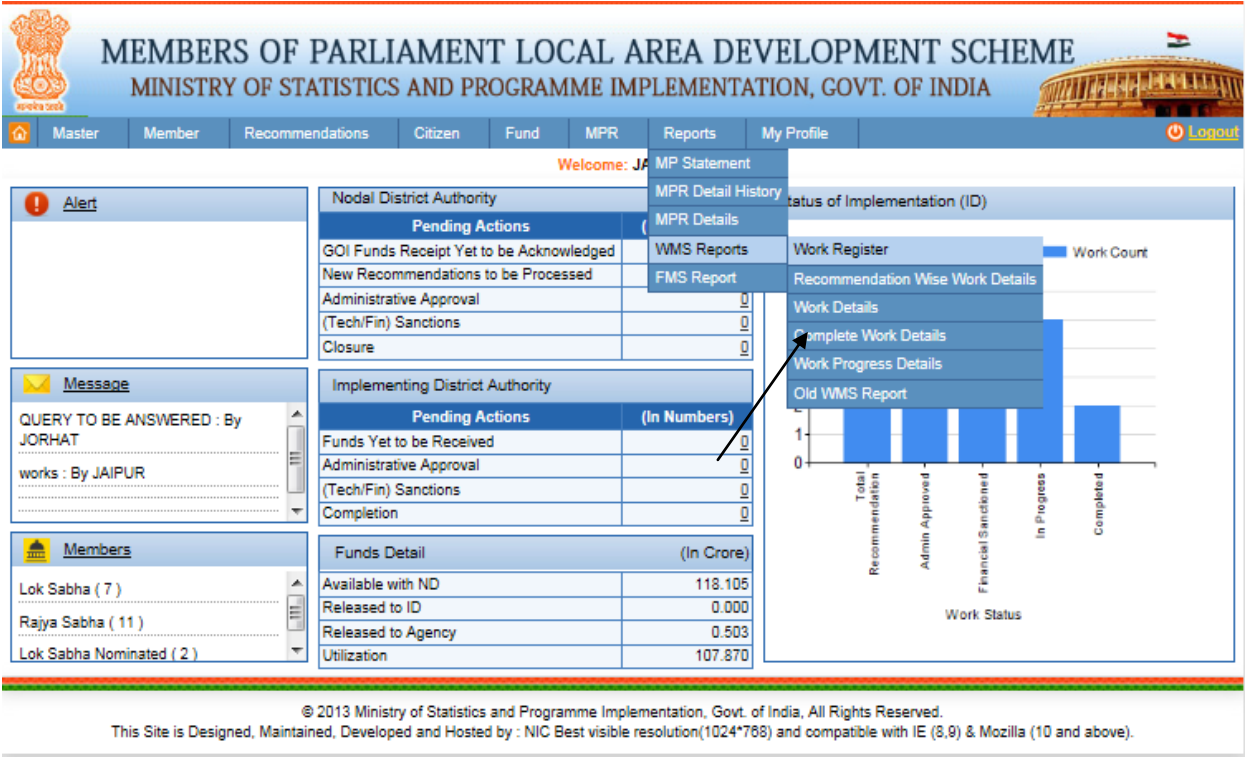 MEMBERS OF PARLIAMENT LOCAL AREA DEVELOPMENT SCHEME
MINISTRY OF STATISTICS AND PROGRAMME IMPLEMENTATION, GOVT. OF INDIA
सत्यमेव जयते
Master Member Recommendations Citizen Fund MPR Reports My Profile Logout
Welcome: JA
MP Statement
MPR Detail History
MPR Details
WMS Reports
FMS Report
Work Register
Recommendation Wise Work Details
Work Details
Complete Work Details
Work Progress Details
Old WMS Report
Alert
Message
QUERY TO BE ANSWERED : By
JORHAT
works : By JAIPUR
Members
Lok Sabha ( 7 )
Rajya Sabha ( 11 )
Lok Sabha Nominated ( 2 )
Nodal District Authority
Pending Actions (
GOI Funds Receipt Yet to be Acknowledged
New Recommendations to be Processed
Administrative Approval 0
(Tech/Fin) Sanctions 0
Closure 0
Implementing District Authority
Pending Actions (In Numbers)
Funds Yet to be Received 0
Administrative Approval 0
(Tech/Fin) Sanctions 0
Completion 0
Funds Detail (In Crore)
Available with ND 118.105
Released to ID 0.000
Released to Agency 0.503
Utilization 107.870
tatus of Implementation (ID)
Work Count
2
1
0
Total Recommendation
Admin Approved
Financial Sanctioned
In Progress
Completed
Work Status
© 2013 Ministry of Statistics and Programme Implementation, Govt. of India, All Rights Reserved.
This Site is Designed, Maintained, Developed and Hosted by : NIC Best visible resolution(1024*768) and compatible with IE (8,9) & Mozilla (10 and above).